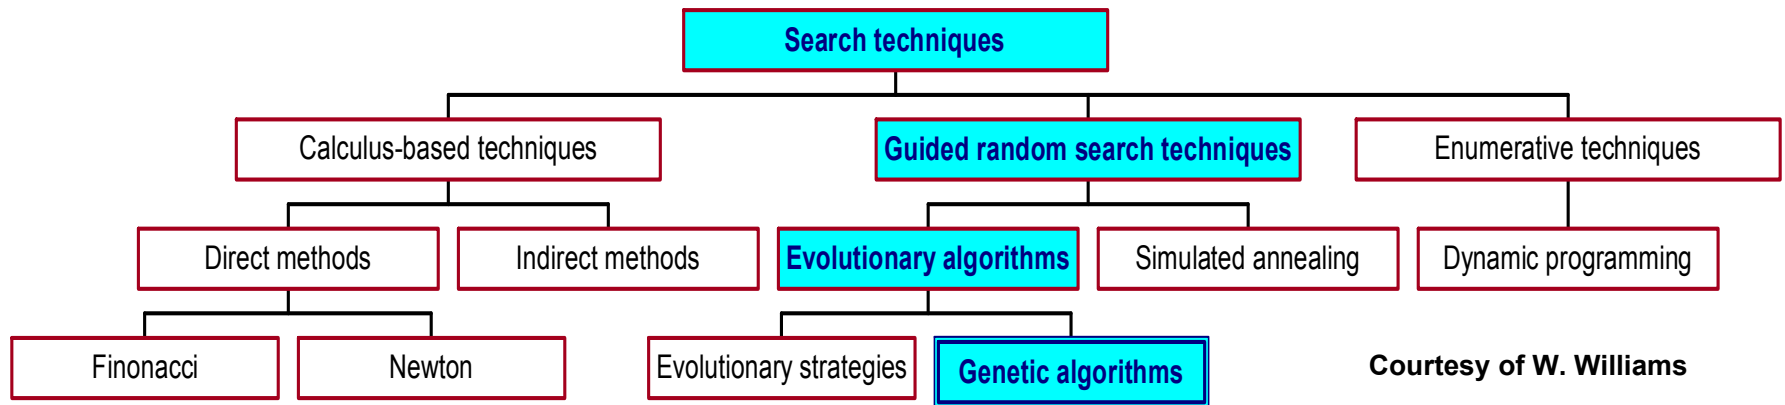 Search techniques
Calculus-based techniques
Guided random search techniques
Enumerative techniques
Direct methods
Indirect methods
Evolutionary algorithms
Simulated annealing
Dynamic programming
Finonacci
Newton
Evolutionary strategies
Genetic algorithms
Courtesy of W. Williams